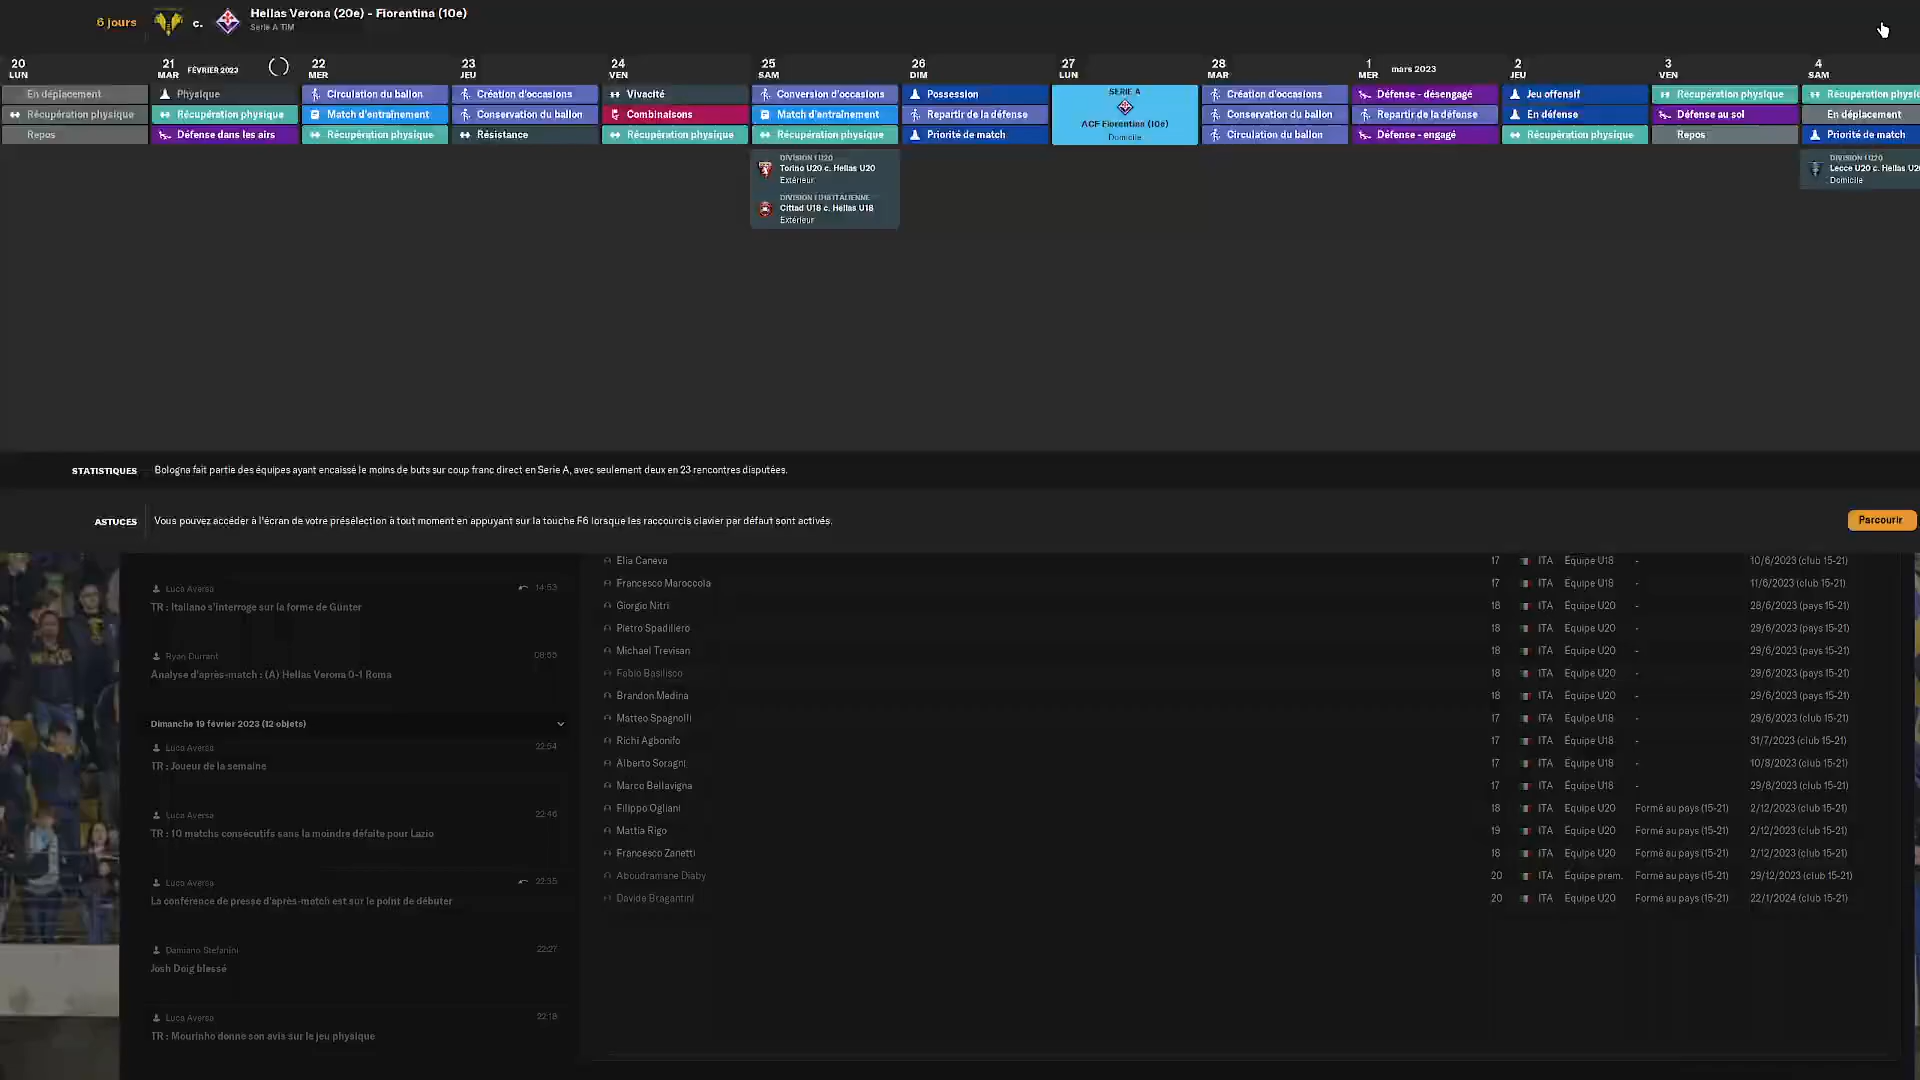 6 jours
c.
Hellas Verona (20e) - Fiorentina (10e)
Serie A TIM
20 LUN
21 MAR FÉVRIER 2023
22 MER
23 JEU
24 VEN
25 SAM
26 DIM
27 LUN
28 MAR
1 MER mars 2023
2 JEU
3 VEN
4 SAM
En déplacement
Récupération physique
Repos
Physique
Récupération physique
Défense dans les airs
Circulation du ballon
Match d'entraînement
Récupération physique
Création d'occasions
Conservation du ballon
Résistance
Vivacité
Combinaisons
Récupération physique
Conversion d'occasions
Match d'entraînement
Récupération physique
DIVISION 1 U20
Torino U20 c. Hellas U20
Extérieur
DIVISION 1 U18 ITALIENNE
Cittad U18 c. Hellas U18
Extérieur
Possession
Repartir de la défense
Priorité de match
SERIE A
ACF Fiorentina (10e)
Domicile
Création d'occasions
Conservation du ballon
Circulation du ballon
Défense - désengagé
Repartir de la défense
Défense - engagé
Jeu offensif
En défense
Récupération physique
Récupération physique
Défense au sol
Repos
Récupération physic
En déplacement
Priorité de match
DIVISION 1 U20
Lecce U20 c. Hellas U20
Domicile
STATISTIQUES Bologna fait partie des équipes ayant encaissé le moins de buts sur coup franc direct en Serie A, avec seulement deux en 23 rencontres disputées.
ASTUCES Vous pouvez accéder à l'écran de votre présélection à tout moment en appuyant sur la touche F6 lorsque les raccourcis clavier par défaut sont activés.
Parcourir
Luca Aversa 14:53
TR : Italiano s'interroge sur la forme de Günter
Ryan Durrant 08:55
Analyse d'après-match : (A) Hellas Verona 0-1 Roma
Dimanche 19 février 2023 (12 objets)
Luca Aversa 22:54
TR : Joueur de la semaine
Luca Aversa 22:46
TR : 10 matchs consécutifs sans la moindre défaite pour Lazio
Luca Aversa 22:35
La conférence de presse d'après-match est sur le point de débuter
Damiano Stefanini 22:27
Josh Doig blessé
Luca Aversa 22:18
TR : Mourinho donne son avis sur le jeu physique
Elia Caneva 17 ITA Equipe U18 - 10/6/2023 (club 15-21)
Francesco Maroccola 17 ITA Équipe U18 - 11/6/2023 (club 15-21)
Giorgio Nitri 18 ITA Équipe U20 - 28/6/2023 (pays 15-21)
Pietro Spadiliero 18 ITA Équipe U20 - 29/6/2023 (pays 15-21)
Michael Trevisan 18 ITA Équipe U20 - 29/6/2023 (pays 15-21)
Fabio Basilisco 18 ITA Équipe U20 - 29/6/2023 (pays 15-21)
Brandon Medina 18 ITA Équipe U20 - 29/6/2023 (pays 15-21)
Matteo Spagnolli 17 ITA Équipe U18 - 29/6/2023 (club 15-21)
Richi Agbonifo 17 ITA Équipe U18 - 31/7/2023 (club 15-21)
Alberto Soragni 17 ITA Équipe U18 - 10/8/2023 (club 15-21)
Marco Bellavigna 17 ITA Équipe U18 - 29/8/2023 (club 15-21)
Filippo Ogliani 18 ITA Équipe U20 Formé au pays (15-21) 2/12/2023 (club 15-21)
Mattia Rigo 19 ITA Équipe U20 Formé au pays (15-21) 2/12/2023 (club 15-21)
Francesco Zanetti 18 ITA Équipe U20 Formé au pays (15-21) 2/12/2023 (club 15-21)
Aboudramane Diaby 20 ITA Équipe prem. Formé au pays (15-21) 29/12/2023 (club 15-21)
Davide Bragantini 20 ITA Équipe U20 Formé au pays (15-21) 22/1/2024 (club 15-21)